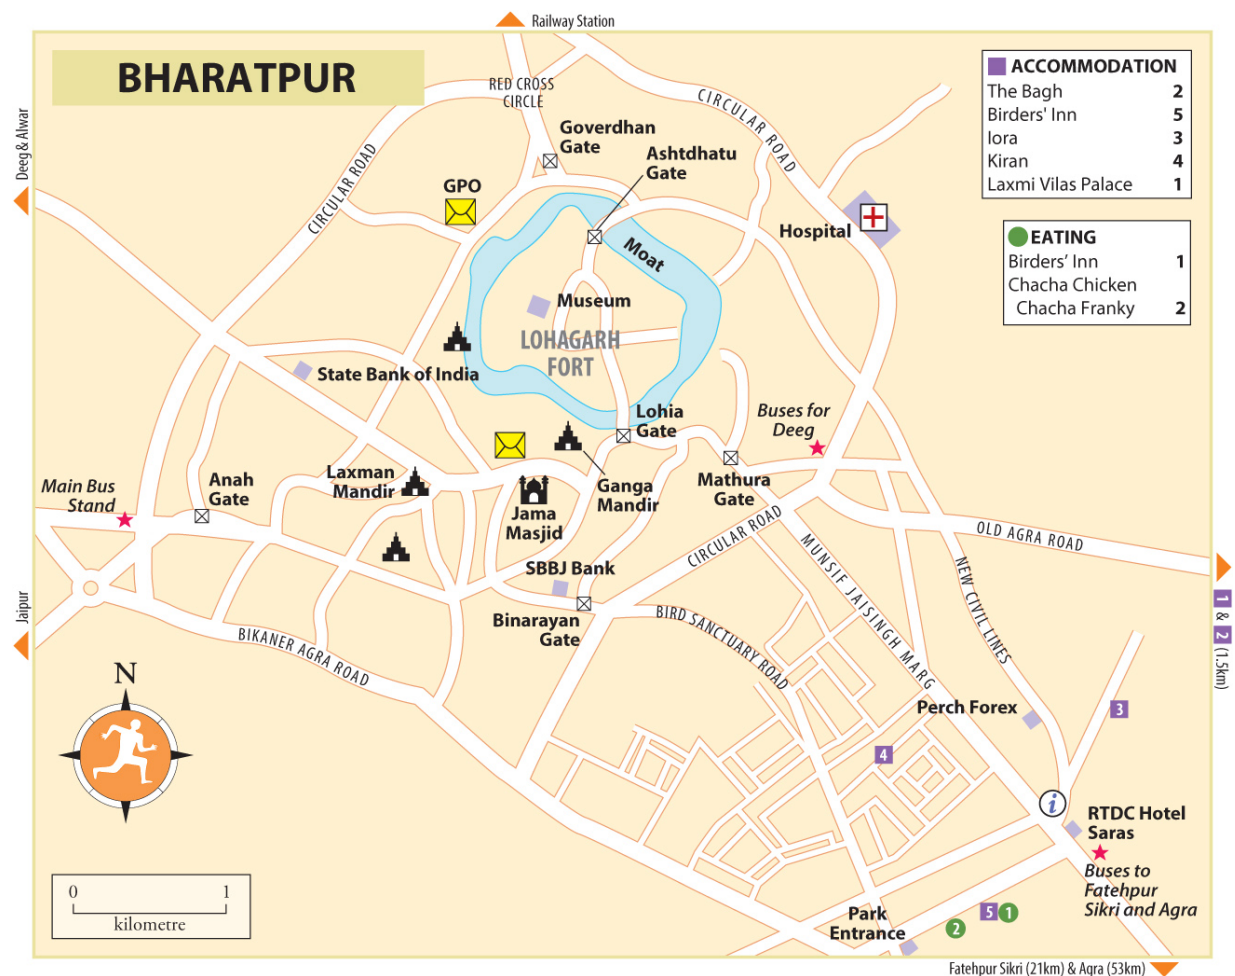 Railway Station
BHARATPUR
Deeg & Alwar
RED CROSS
CIRCLE
CIRCULAR ROAD
ACCOMMODATION
The Bagh 2
Birders' Inn 5
Iora 3
Kiran 4
Laxmi Vilas Palace 1
EATING
Birders’ Inn 1
Chacha Chicken
Chacha Franky 2
Goverdhan
Gate
Ashtdhatu
Gate
CIRCULAR ROAD
GPO
Hospital
Moat
Museum
LOHAGARH
FORT
State Bank of India
Lohia
Gate
Buses for
Deeg
Main Bus
Stand
Anah
Gate
Laxman
Mandir
Jama
Masjid
Ganga
Mandir
Mathura
Gate
CIRCULAR ROAD
OLD AGRA ROAD
SBBJ Bank
Binarayan
Gate
BIRD SANCTUARY ROAD
MUNSIF JAISINGH MARG
NEW CIVIL LINES
1
&
2
(1.5km)
Jaipur
BIKANER AGRA ROAD
N
Perch Forex
3
4
i
RTDC Hotel
Saras
Buses to
Fatehpur
Sikri and Agra
0 1
kilometre
5 1
2
Park
Entrance
Fatehpur Sikri (21km) & Agra (53km)